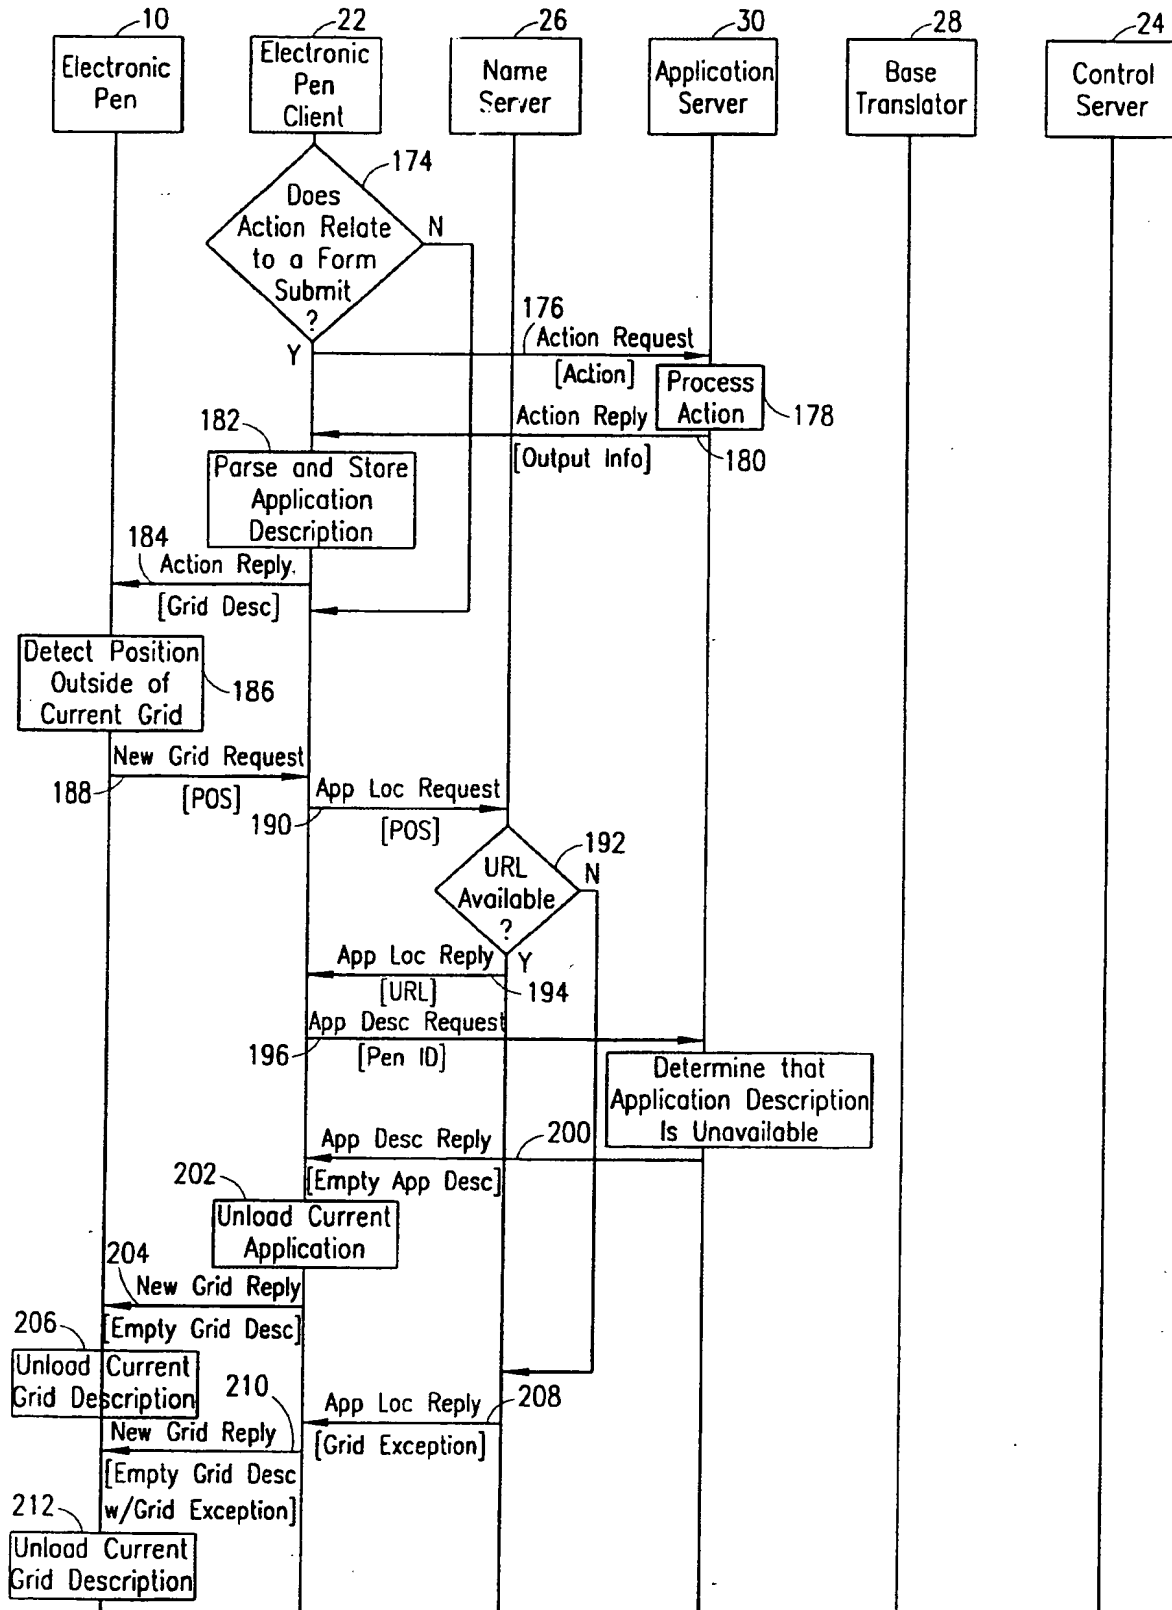 10
22
26
30
28
24
Electronic
Pen
Electronic
Pen
Client
Name
Server
Application
Server
Base
Translator
Control
Server
174
Does
Action Relate
to a Form
Submit
?
N
Y
176
Action Request
[Action]
Process
Action
178
Action Reply
180
[Output Info]
182
Parse and Store
Application
Description
184
Action Reply.
[Grid Desc]
Detect Position
Outside of
Current Grid
186
New Grid Request
188
[POS]
App Loc Request
190
[POS]
192
URL
Available
?
N
Y
App Loc Reply
[URL]
194
App Desc Request
196
[Pen ID]
Determine that
Application Description
Is Unavailable
App Desc Reply
200
[Empty App Desc]
202
Unload Current
Application
204
New Grid Reply
[Empty Grid Desc]
206
Unload Current
Grid Description
App Loc Reply
208
[Grid Exception]
210
New Grid Reply
[Empty Grid Desc
w/Grid Exception]
212
Unload Current
Grid Description